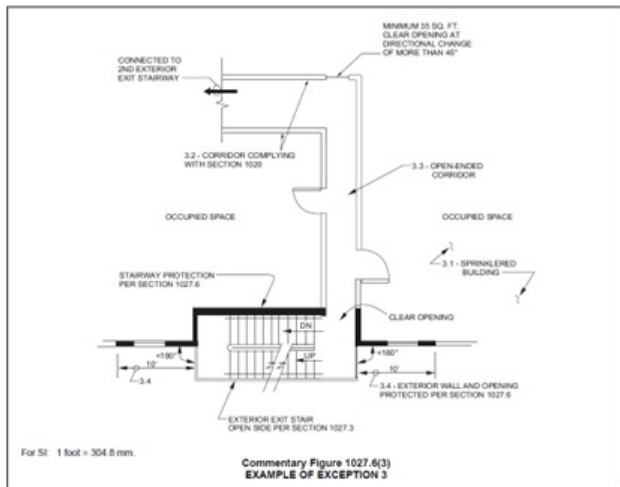 MINIMUM 35 SQ. FT.
CLEAR OPENING AT
DIRECTIONAL CHANGE
OF MORE THAN 45°
CONNECTED TO
2ND EXTERIOR
EXIT STAIRWAY
3.2 - CORRIDOR COMPLYING
WITH SECTION 1020
3.3 - OPEN-ENDED
CORRIDOR
OCCUPIED SPACE
OCCUPIED SPACE
3.1 - SPRINKLERED
BUILDING
STAIRWAY PROTECTION
PER SECTION 1027.6
CLEAR OPENING
DN
UP
<180°
<180°
10'
10'
3.4
3.4 - EXTERIOR WALL AND OPENING
PROTECTED PER SECTION 1027.6
EXTERIOR EXIT STAIR
OPEN SIDE PER SECTION 1027.3
For SI: 1 foot = 304.8 mm.
Commentary Figure 1027.6(3)
EXAMPLE OF EXCEPTION 3